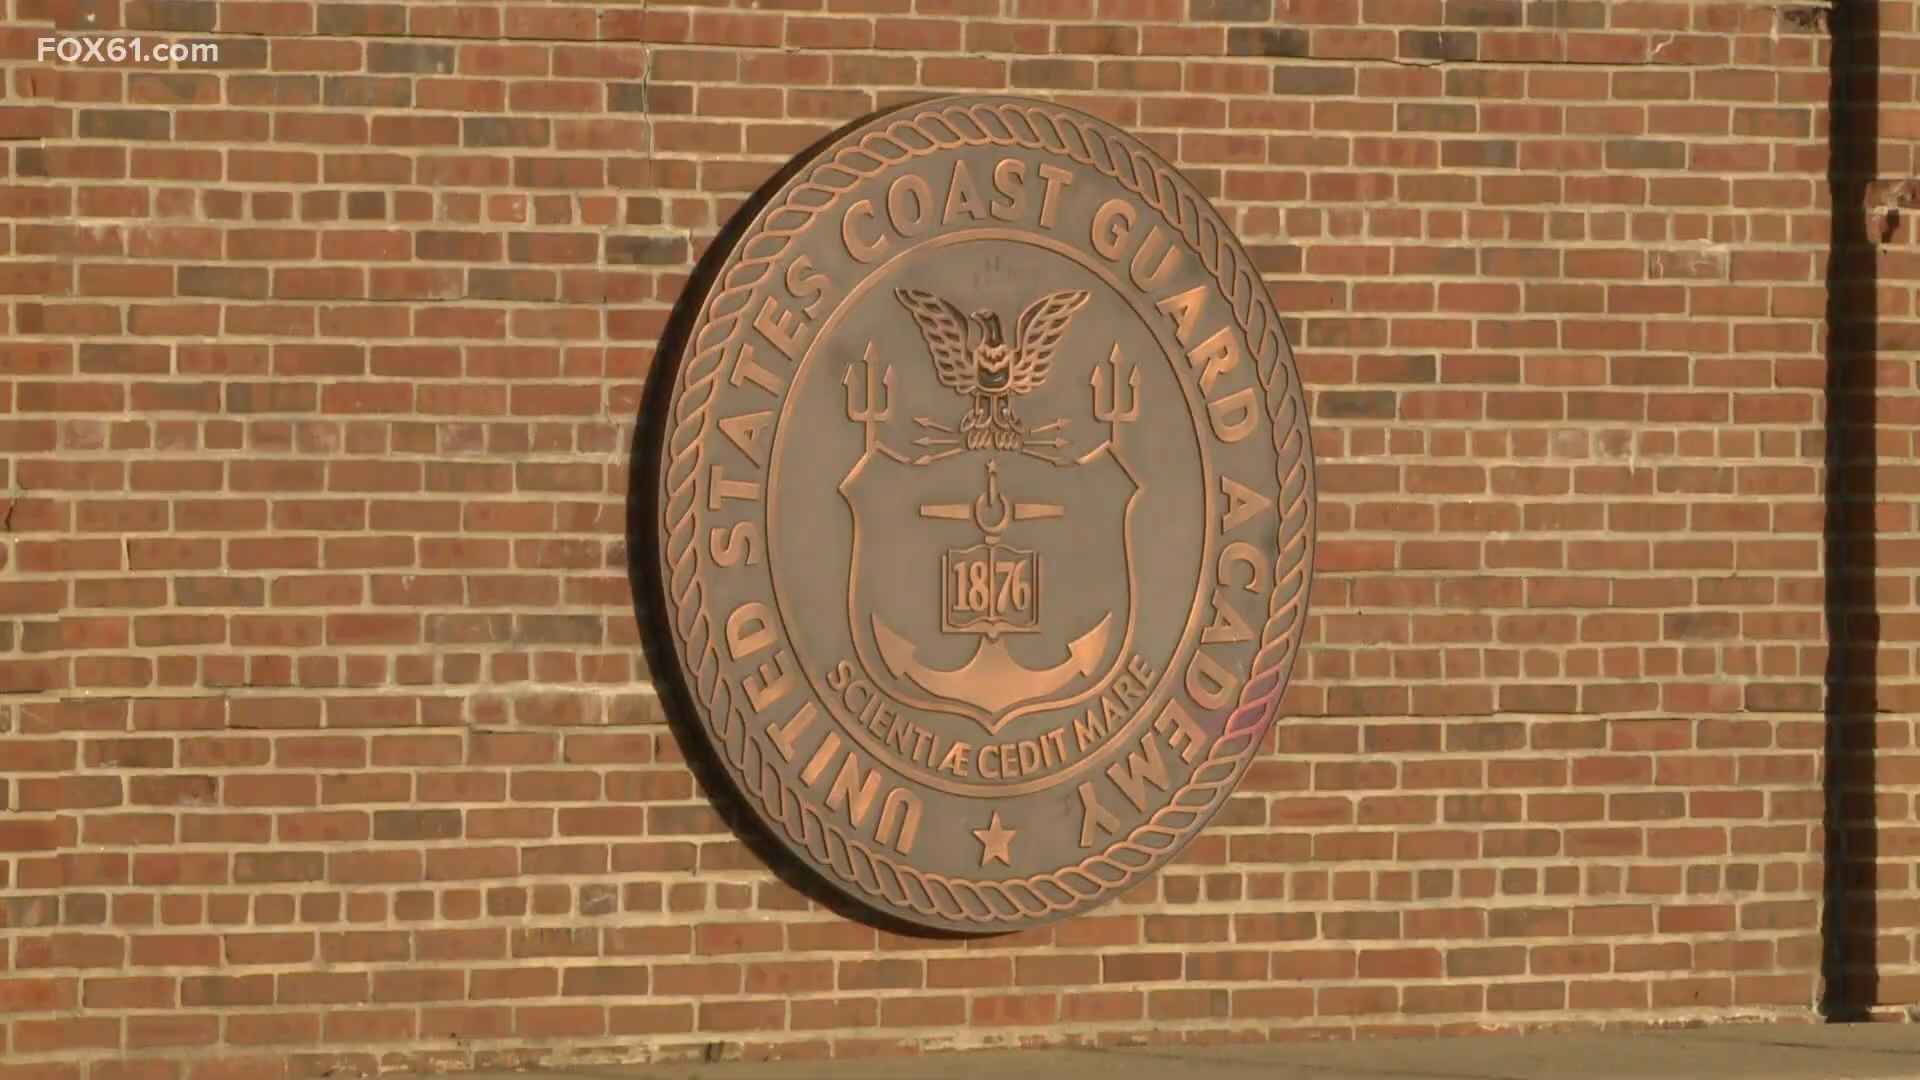 FOX61.com
UNITED STATES COAST GUARD ACADEMY
1876
SCIENTIÆ CEDIT MARE